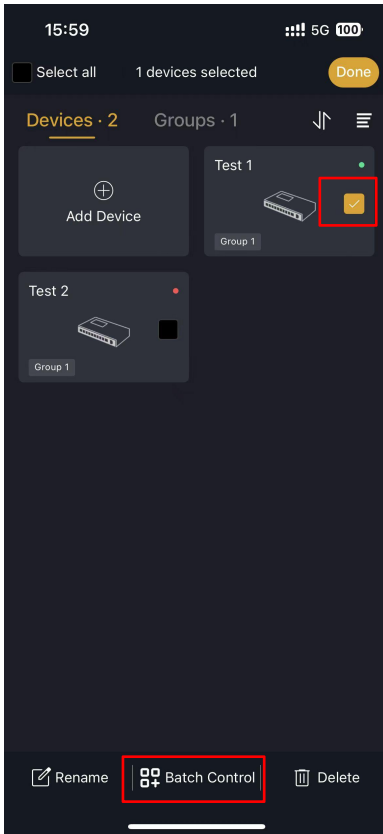 15:59
5G 100
Select all
1 devices selected
Done
Devices · 2
Groups · 1
Test 1
Add Device
Group 1
Test 2
Group 1
Rename
Batch Control
Delete